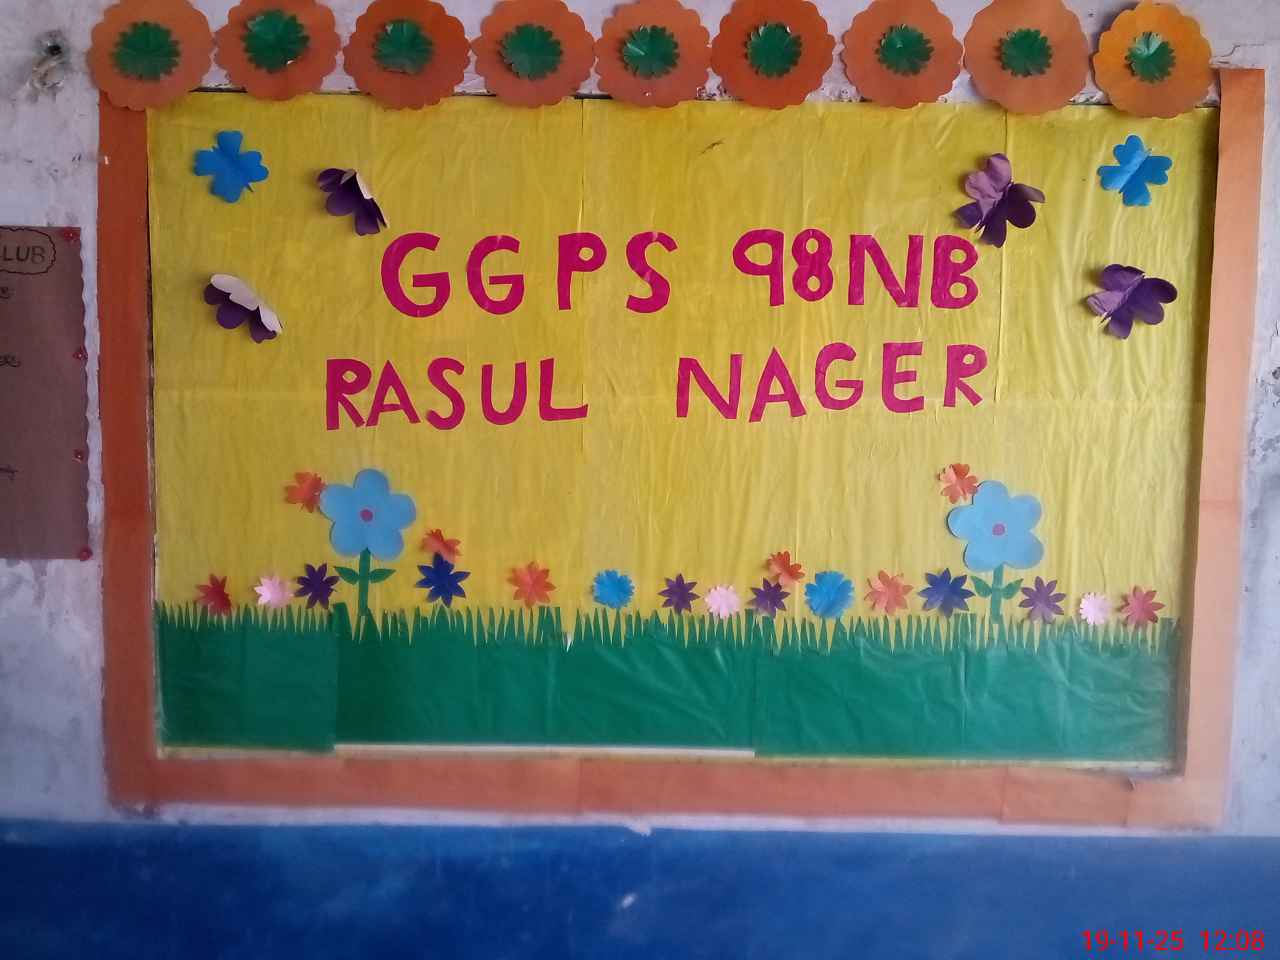 GGPS 98NB
RASUL NAGER
LUB
19-11-25 12:08